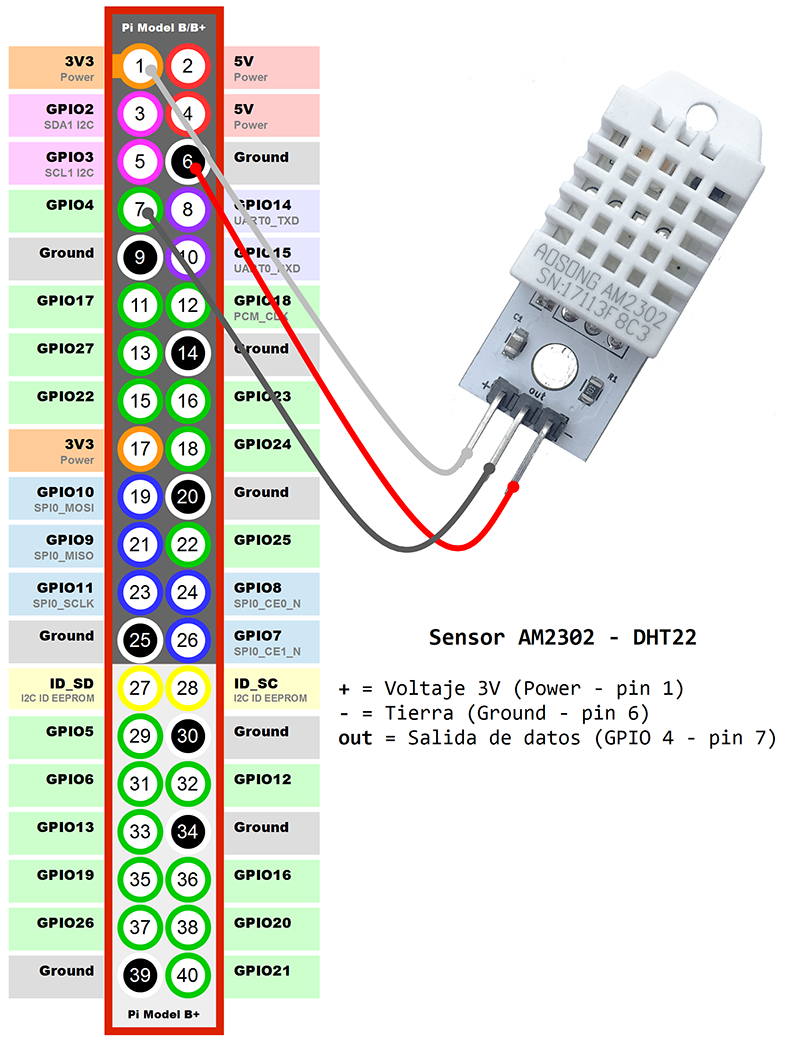 Pi Model B/B+
3V3
Power
1
2
5V
Power
GPIO2
SDA1 I2C
3
4
5V
Power
GPIO3
SCL1 I2C
5
6
Ground
GPIO4
7
8
GPIO14
UART0_TXD
Ground
9
10
GPIO15
UART0_RXD
GPIO17
11
12
GPIO18
PCM_CLK
GPIO27
13
14
Ground
GPIO22
15
16
GPIO23
3V3
Power
17
18
GPIO24
GPIO10
SPI0_MOSI
19
20
Ground
GPIO9
SPI0_MISO
21
22
GPIO25
GPIO11
SPI0_SCLK
23
24
GPIO8
SPI0_CE0_N
Ground
25
26
GPIO7
SPI0_CE1_N
ID_SD
I2C ID EEPROM
27
28
ID_SC
I2C ID EEPROM
GPIO5
29
30
Ground
GPIO6
31
32
GPIO12
GPIO13
33
34
Ground
GPIO19
35
36
GPIO16
GPIO26
37
38
GPIO20
Ground
39
40
GPIO21
Pi Model B+
AOSONG AM2302
SN:17113F8C3
C1
R1
+
out
-
Sensor AM2302 - DHT22
+ = Voltaje 3V (Power - pin 1)
- = Tierra (Ground - pin 6)
out = Salida de datos (GPIO 4 - pin 7)